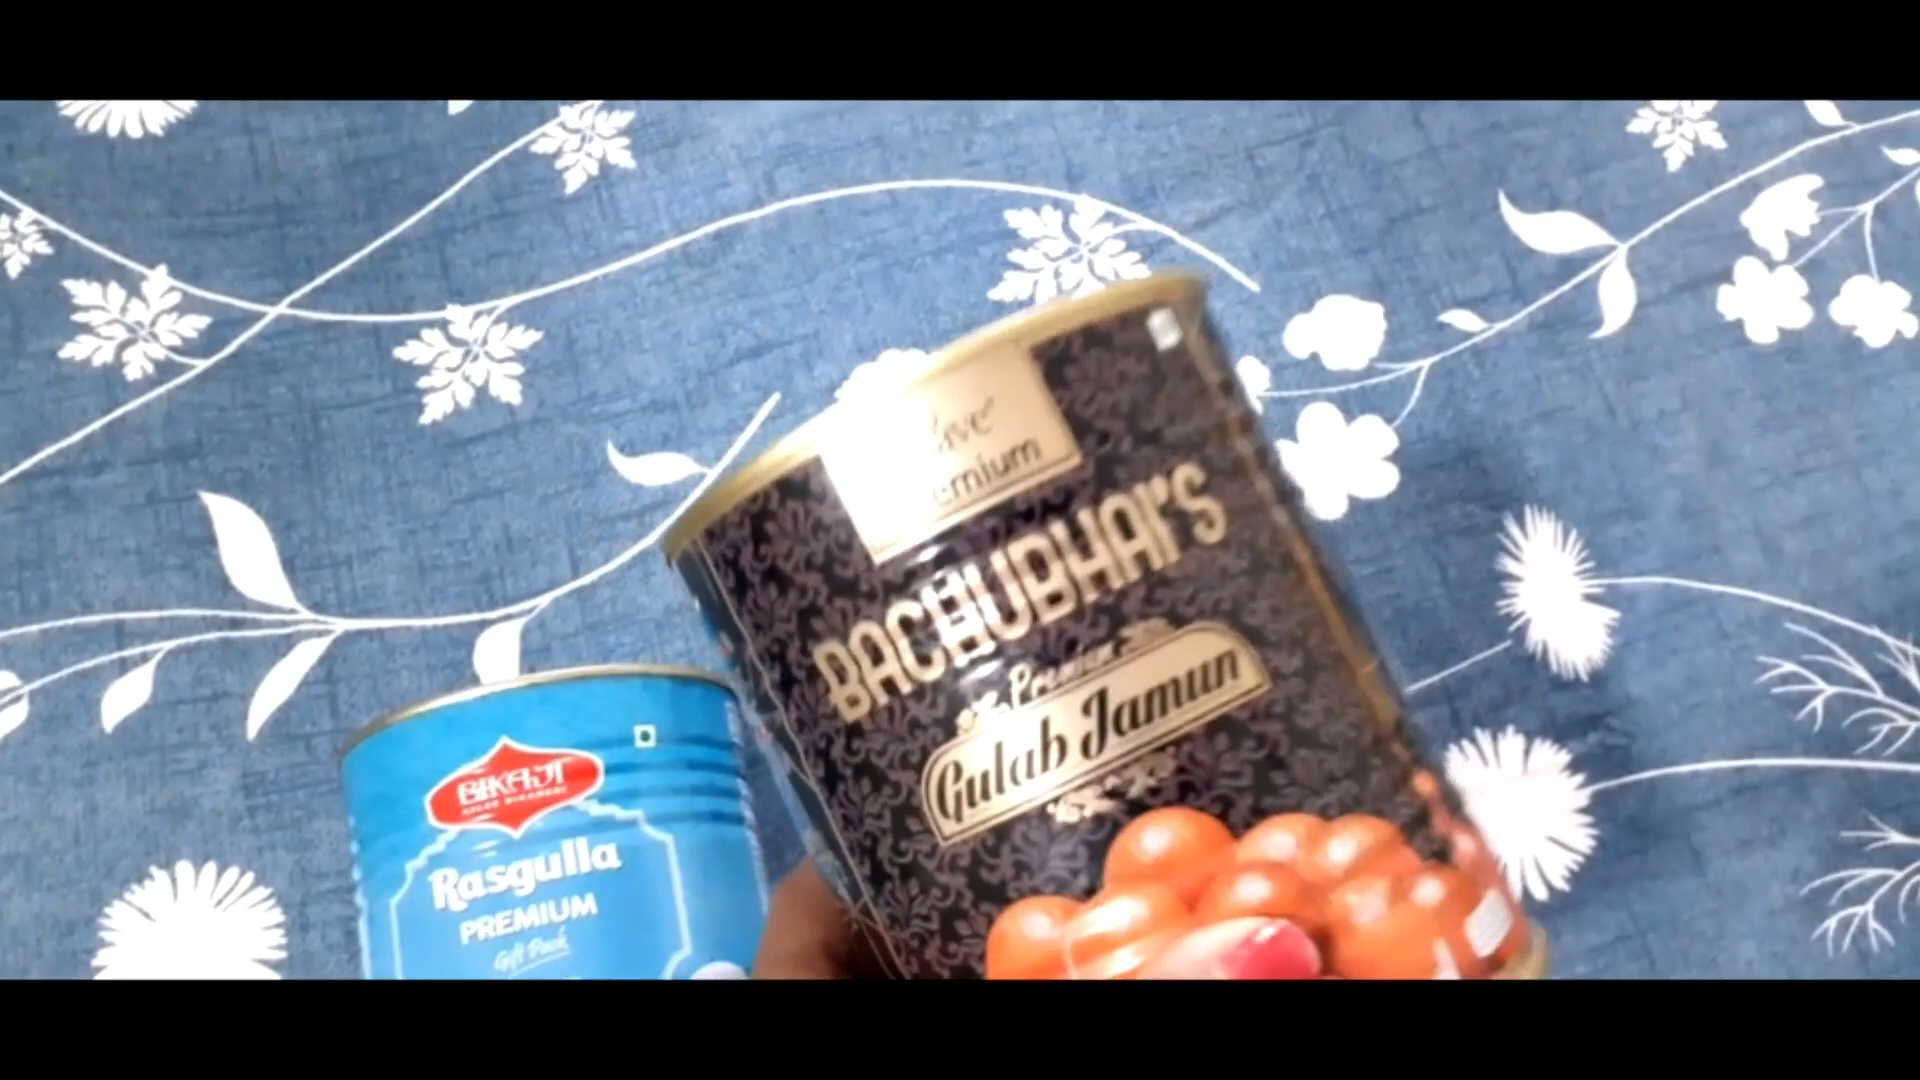 BIKAJI
Rasgulla
PREMIUM
Gift Pack
BACHUBHAI'S
Premium
Gulab Jamun